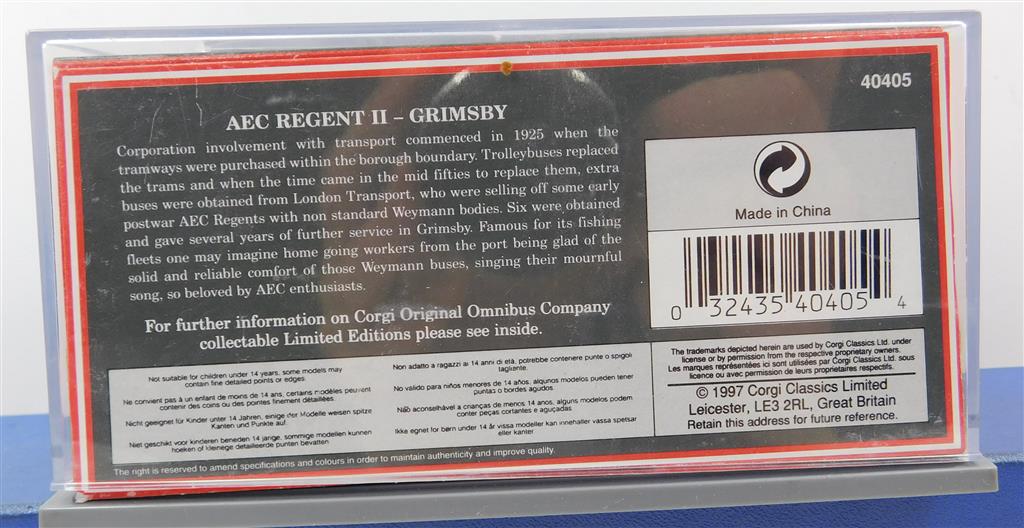 40405
AEC REGENT II – GRIMSBY
Corporation involvement with transport commenced in 1925 when the
tramways were purchased within the borough boundary. Trolleybuses replaced
the trams and when the time came in the mid fifties to replace them, extra
buses were obtained from London Transport, who were selling off some early
postwar AEC Regents with non standard Weymann bodies. Six were obtained
and gave several years of further service in Grimsby. Famous for its fishing
fleets one may imagine home going workers from the port being glad of the
solid and reliable comfort of those Weymann buses, singing their mournful
song, so beloved by AEC enthusiasts.
For further information on Corgi Original Omnibus Company
collectable Limited Editions please see inside.
Made in China
0 32435 40405 4
Not suitable for children under 14 years, some models may
contain fine detailed points or edges.
Ne convient pas à un enfant de moins de 14 ans, certains modèles peuvent
contenir des coins ou des pointes finement détaillées.
Nicht geeignet für Kinder unter 14 Jahren, einige der Modelle weisen spitze
Kanten und Punkte auf.
Niet geschikt voor kinderen beneden 14 jarige, sommige modellen kunnen
hoeken of kleinege detailleerde punten bevatten
Non adatto a ragazzi ai 14 anni di età, potrebbe contenere punte o spigoli
tagliente.
No válido para niños menores de 14 años, algunos modelos pueden tener
puntas o bordes agudos.
Não aconselhável a crianças de menos 14 anos, alguns modelos podem
conter peças cortantes e aguçadas
Ikke egnet for børn under 14 år vissa modeller kan innehallar vassa spetsar
eller kanter
The trademarks depicted herein are used by Corgi Classics Ltd. under
license or by permission from the respective proprietary owners.
Les marques représentées ici sont utilisées par Corgi Classics Ltd. sous
licence ou avec permission de leurs propriétaires respectifs.
© 1997 Corgi Classics Limited
Leicester, LE3 2RL, Great Britain
Retain this address for future reference.
The right is reserved to amend specifications and colours in order to maintain authenticity and improve quality.